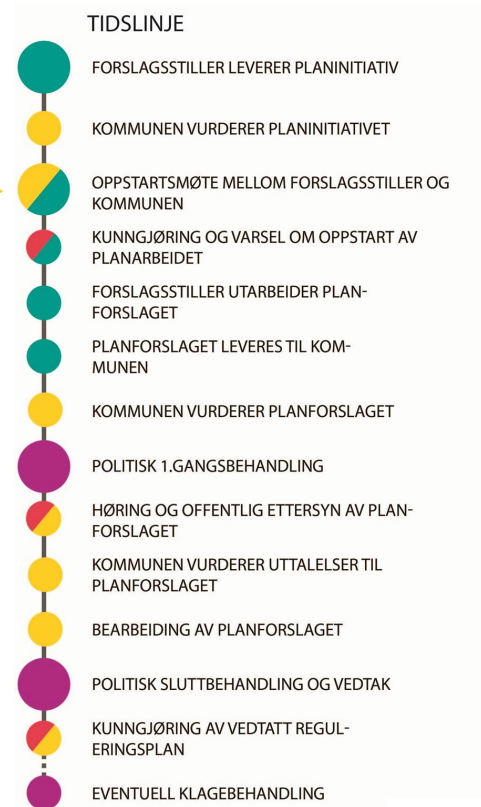 TIDSLINJE
FORSLAGSSTILLER LEVERER PLANINITIATIV
KOMMUNEN VURDERER PLANINITIATIVET
OPPSTARTSMØTE MELLOM FORSLAGSSTILLER OG
KOMMUNEN
KUNNGJØRING OG VARSEL OM OPPSTART AV
PLANARBEIDET
FORSLAGSSTILLER UTARBEIDER PLAN-
FORSLAGET
PLANFORSLAGET LEVERES TIL KOM-
MUNEN
KOMMUNEN VURDERER PLANFORSLAGET
POLITISK 1.GANGSBEHANDLING
HØRING OG OFFENTLIG ETTERSYN AV PLAN-
FORSLAGET
KOMMUNEN VURDERER UTTALELSER TIL
PLANFORSLAGET
BEARBEIDING AV PLANFORSLAGET
POLITISK SLUTTBEHANDLING OG VEDTAK
KUNNGJØRING AV VEDTATT REGUL-
ERINGSPLAN
EVENTUELL KLAGEBEHANDLING